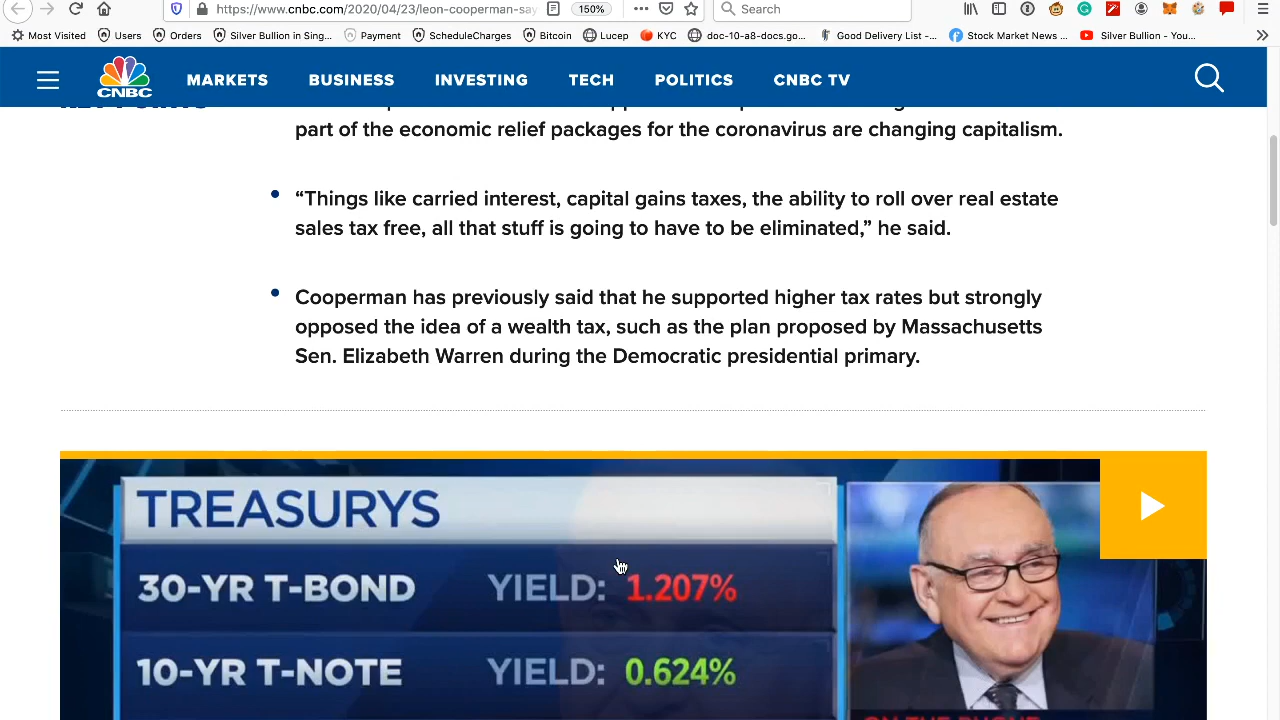 https://www.cnbc.com/2020/04/23/leon-cooperman-say
150%
Search
Most Visited
Users
Orders
Silver Bullion in Sing...
Payment
ScheduleCharges
Bitcoin
Lucep
KYC
doc-10-a8-docs.go...
Good Delivery List -...
Stock Market News ...
Silver Bullion - You...
CNBC
MARKETS
BUSINESS
INVESTING
TECH
POLITICS
CNBC TV
part of the economic relief packages for the coronavirus are changing capitalism.
“Things like carried interest, capital gains taxes, the ability to roll over real estate
sales tax free, all that stuff is going to have to be eliminated,” he said.
Cooperman has previously said that he supported higher tax rates but strongly
opposed the idea of a wealth tax, such as the plan proposed by Massachusetts
Sen. Elizabeth Warren during the Democratic presidential primary.
TREASURYS
30-YR T-BOND YIELD: 1.207%
10-YR T-NOTE YIELD: 0.624%